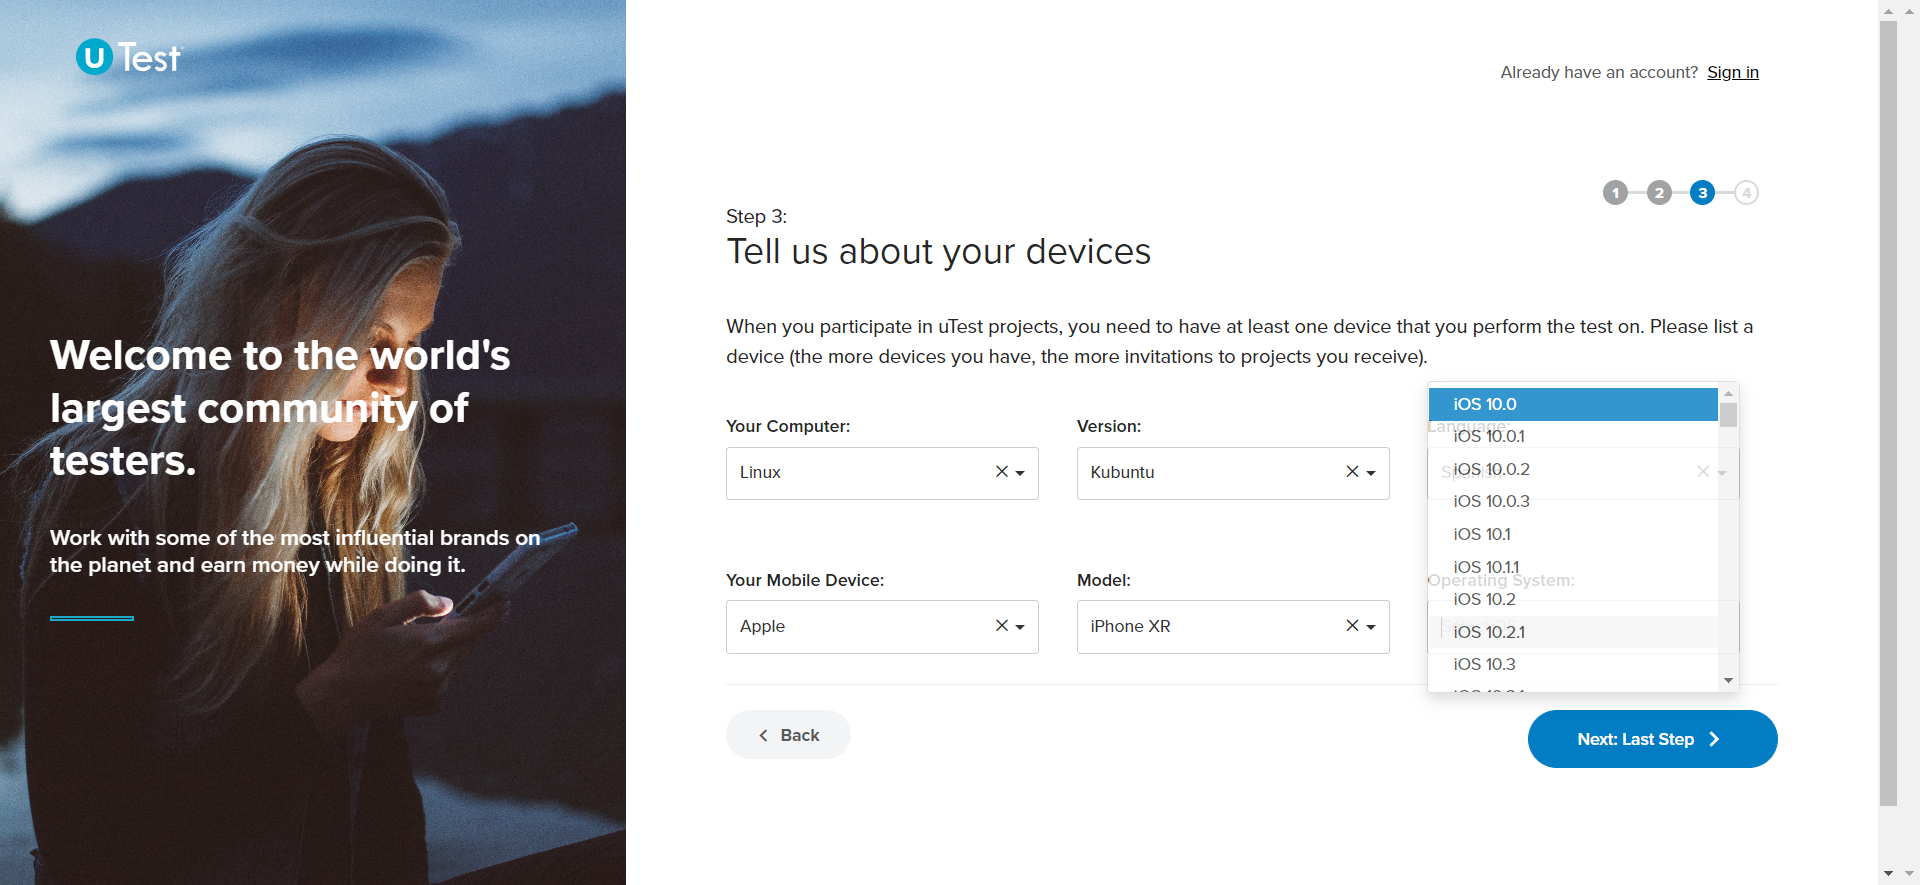 U Test
Already have an account? Sign in
1 2 3 4
Step 3:
Tell us about your devices
Welcome to the world's
largest community of
testers.
Work with some of the most influential brands on
the planet and earn money while doing it.
When you participate in uTest projects, you need to have at least one device that you perform the test on. Please list a
device (the more devices you have, the more invitations to projects you receive).
Your Computer:
Linux
Version:
Kubuntu
Language:
Spanish
Your Mobile Device:
Apple
Model:
iPhone XR
Operating System:
iOS 10.0
iOS 10.0.1
iOS 10.0.2
iOS 10.0.3
iOS 10.1
iOS 10.1.1
iOS 10.2
iOS 10.2.1
iOS 10.3
Back
Next: Last Step